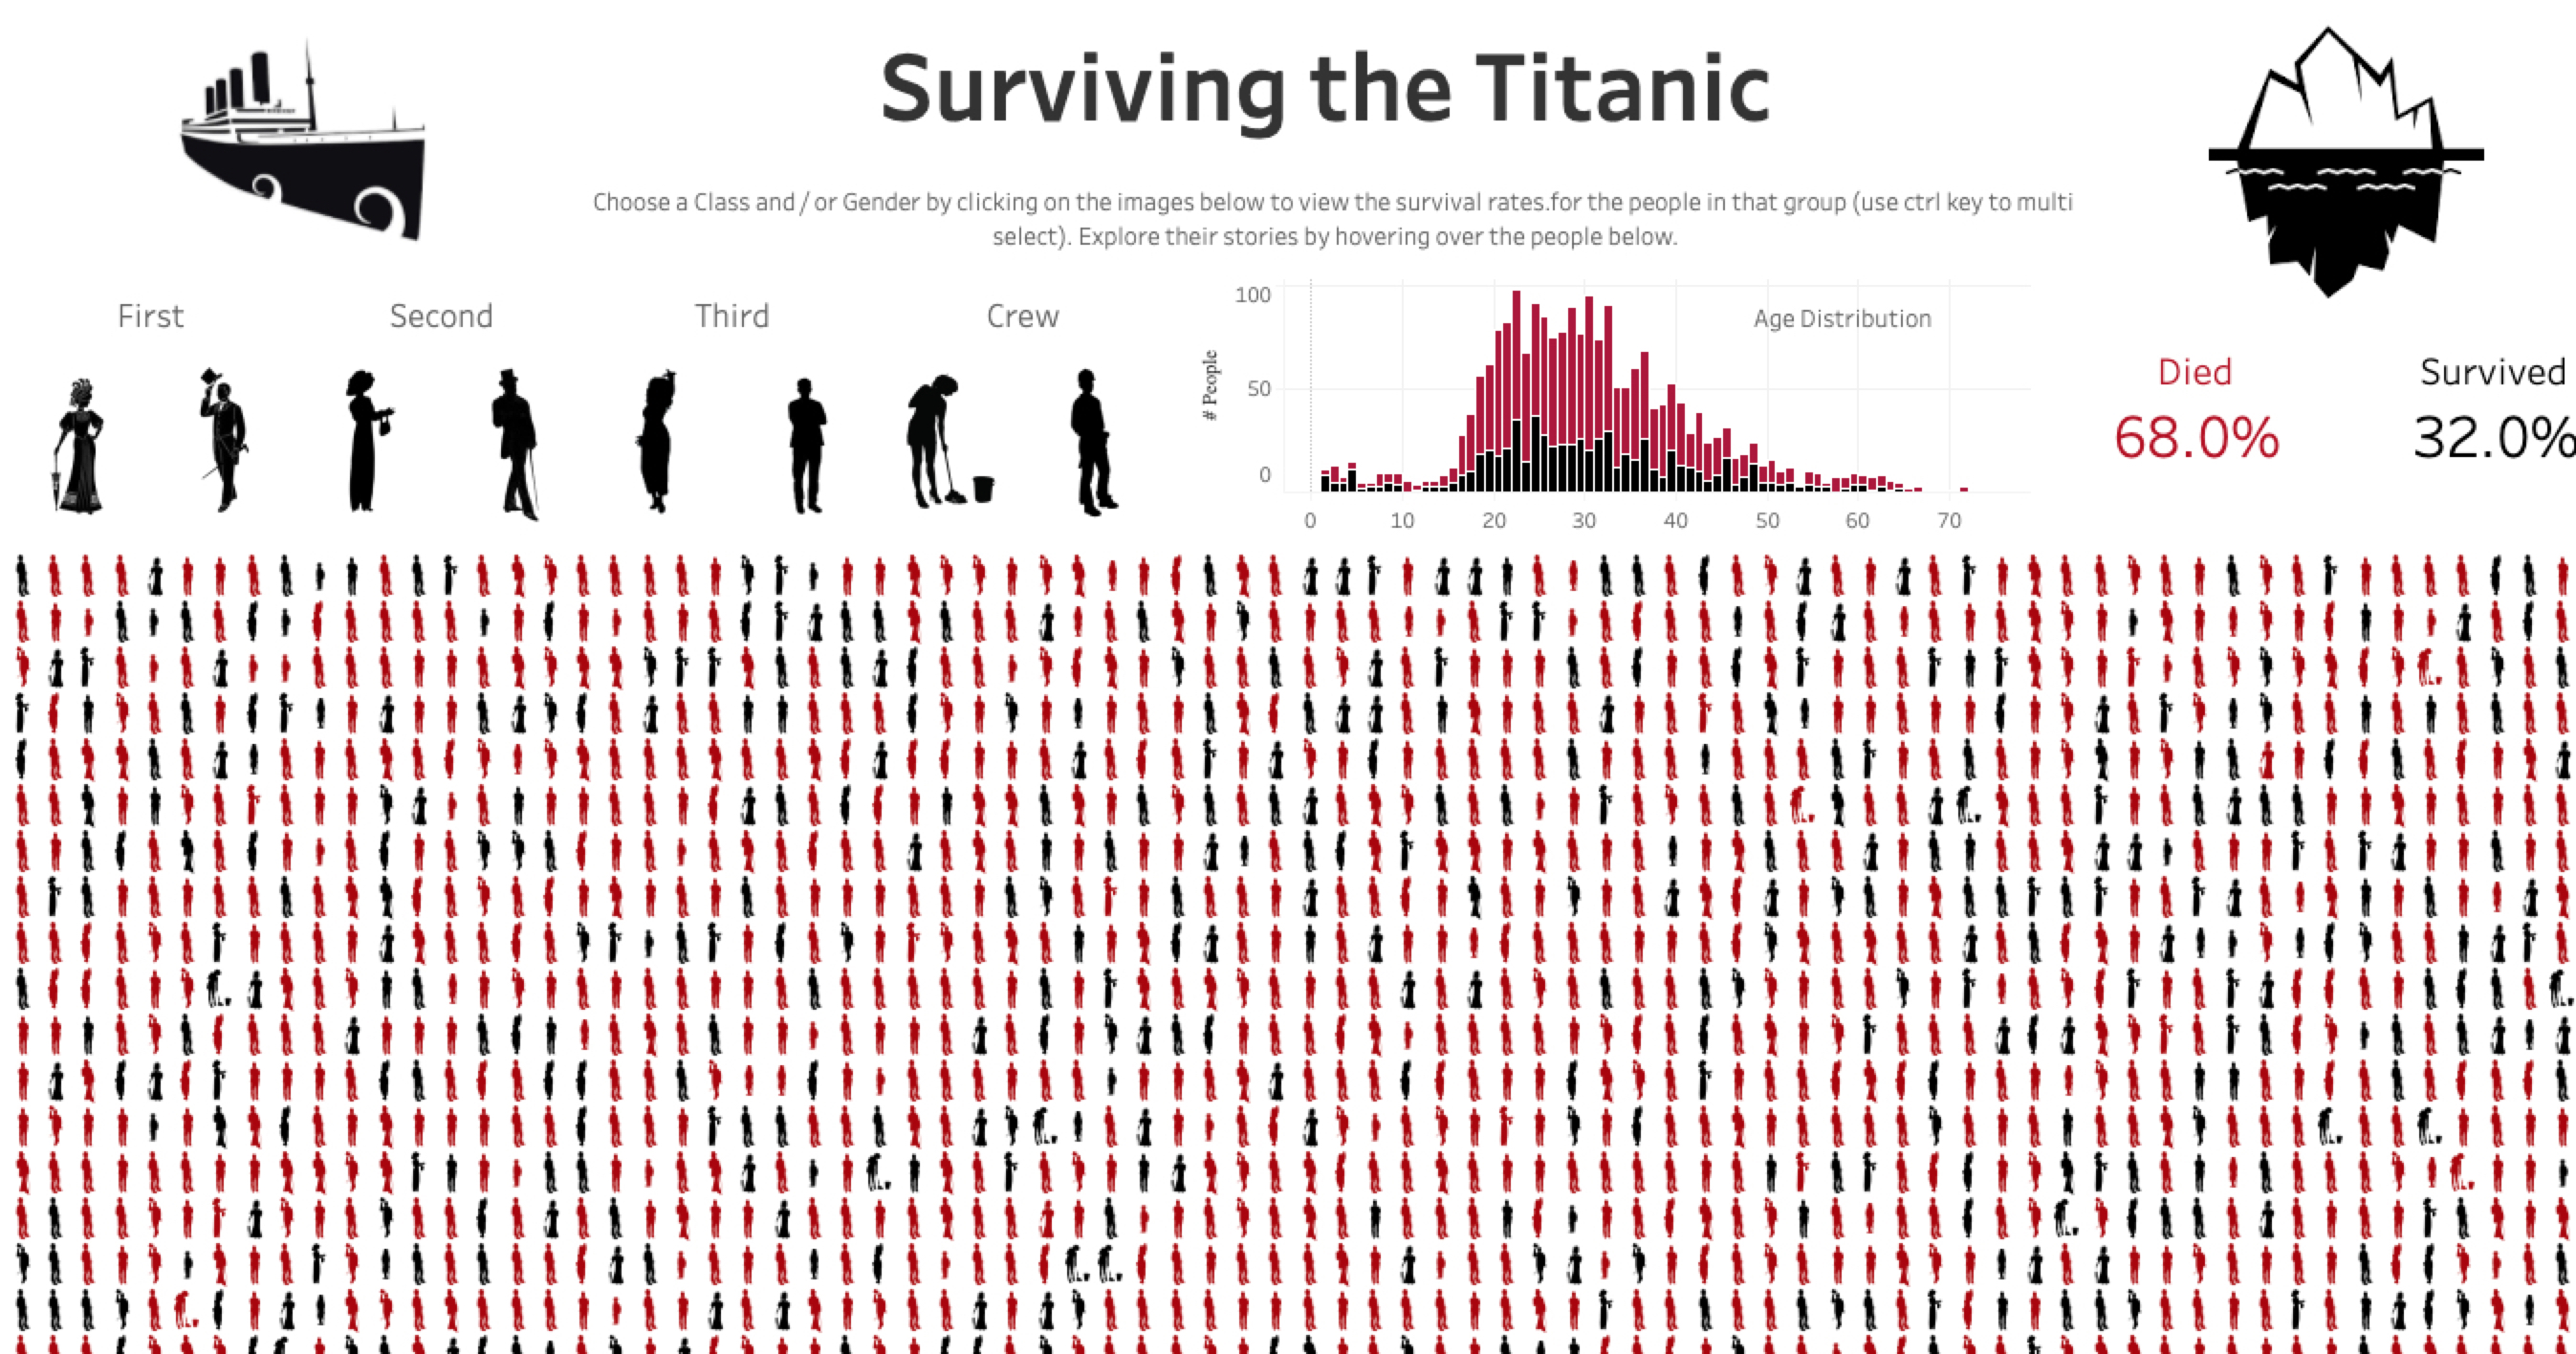 Surviving the Titanic
Choose a Class and / or Gender by clicking on the images below to view the survival rates.for the people in that group (use ctrl key to multi
select). Explore their stories by hovering over the people below.
First Second Third Crew
Age Distribution
# People
100
50
0
0 10 20 30 40 50 60 70
Died Survived
68.0% 32.0%